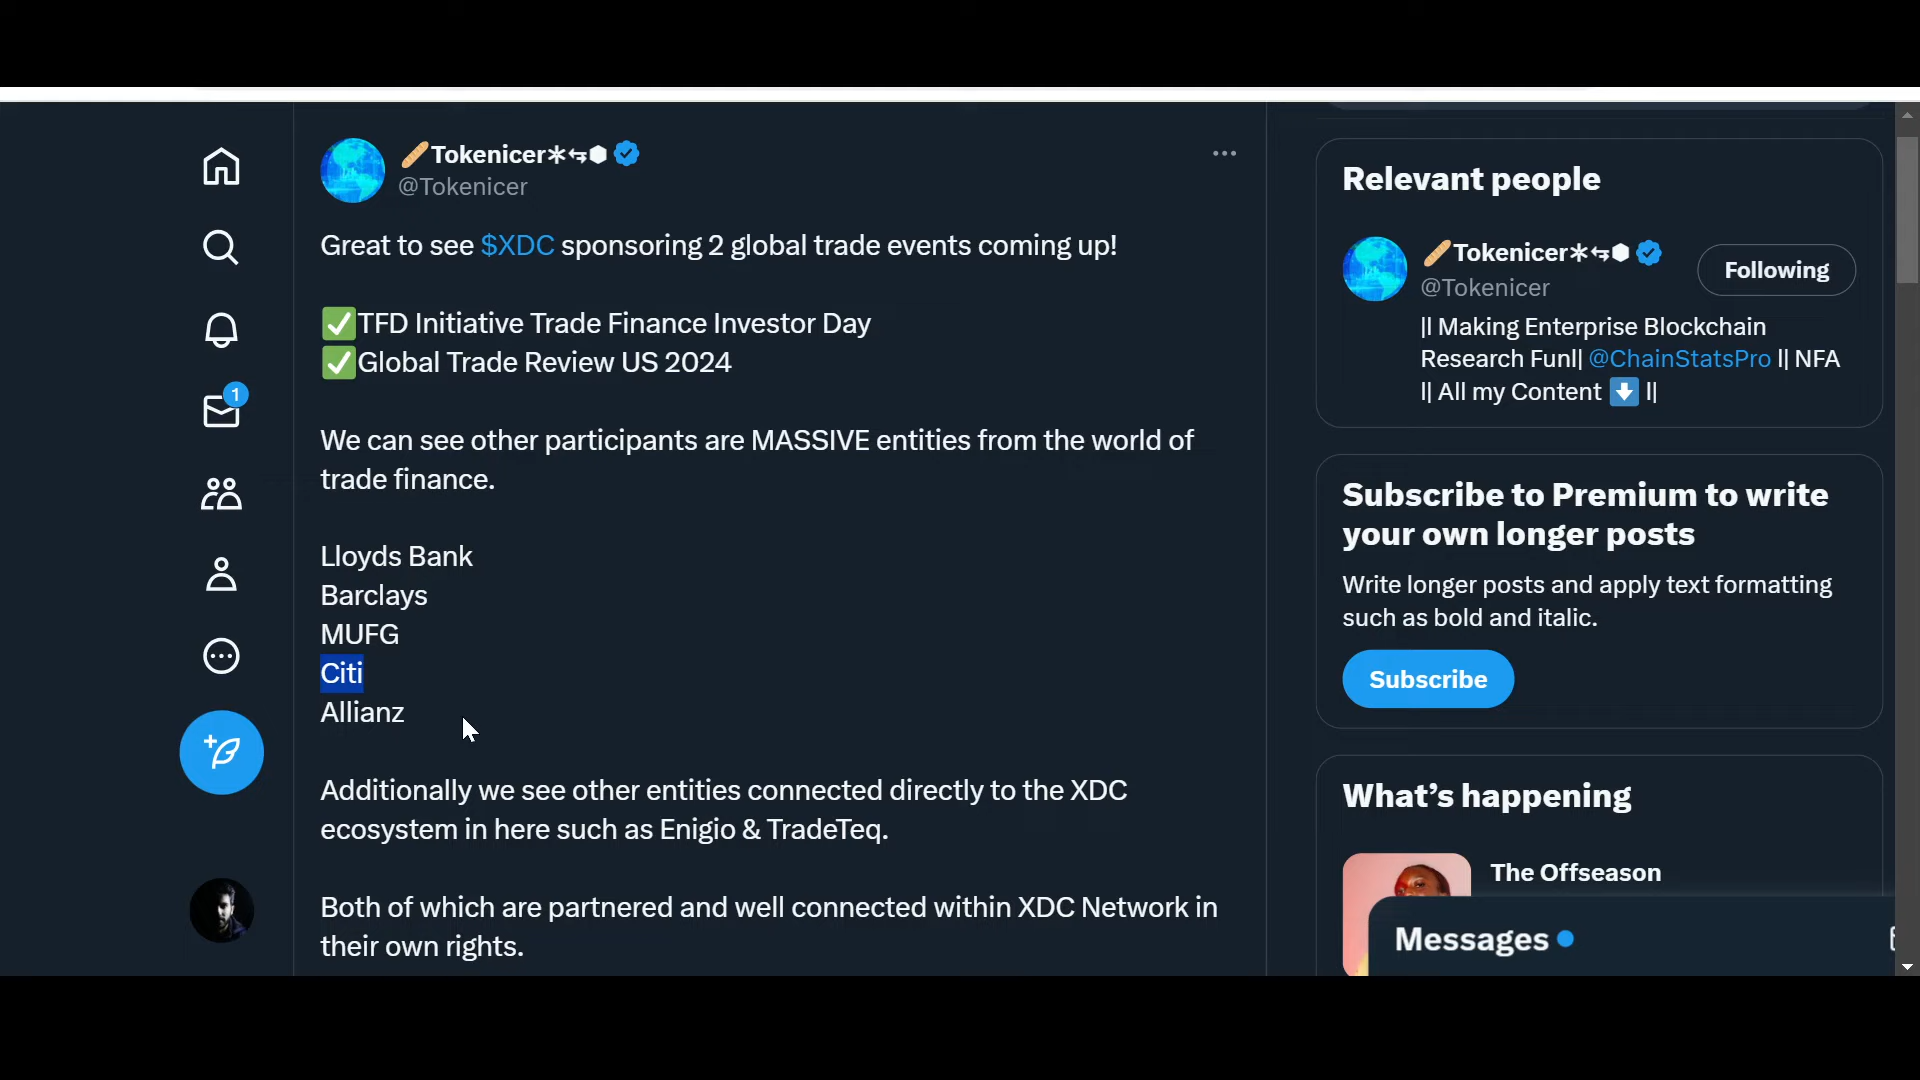 🥖Tokenicer∗⇋⬢
@Tokenicer
Great to see $XDC sponsoring 2 global trade events coming up!
✅TFD Initiative Trade Finance Investor Day
✅Global Trade Review US 2024
We can see other participants are MASSIVE entities from the world of
trade finance.
Lloyds Bank
Barclays
MUFG
Citi
Allianz
Additionally we see other entities connected directly to the XDC
ecosystem in here such as Enigio & TradeTeq.
Both of which are partnered and well connected within XDC Network in
their own rights.
1
Relevant people
🥖Tokenicer∗⇋⬢
@Tokenicer
Following
|| Making Enterprise Blockchain
Research Fun|| @ChainStatsPro || NFA
|| All my Content ⬇️ ||
Subscribe to Premium to write
your own longer posts
Write longer posts and apply text formatting
such as bold and italic.
Subscribe
What’s happening
The Offseason
Messages